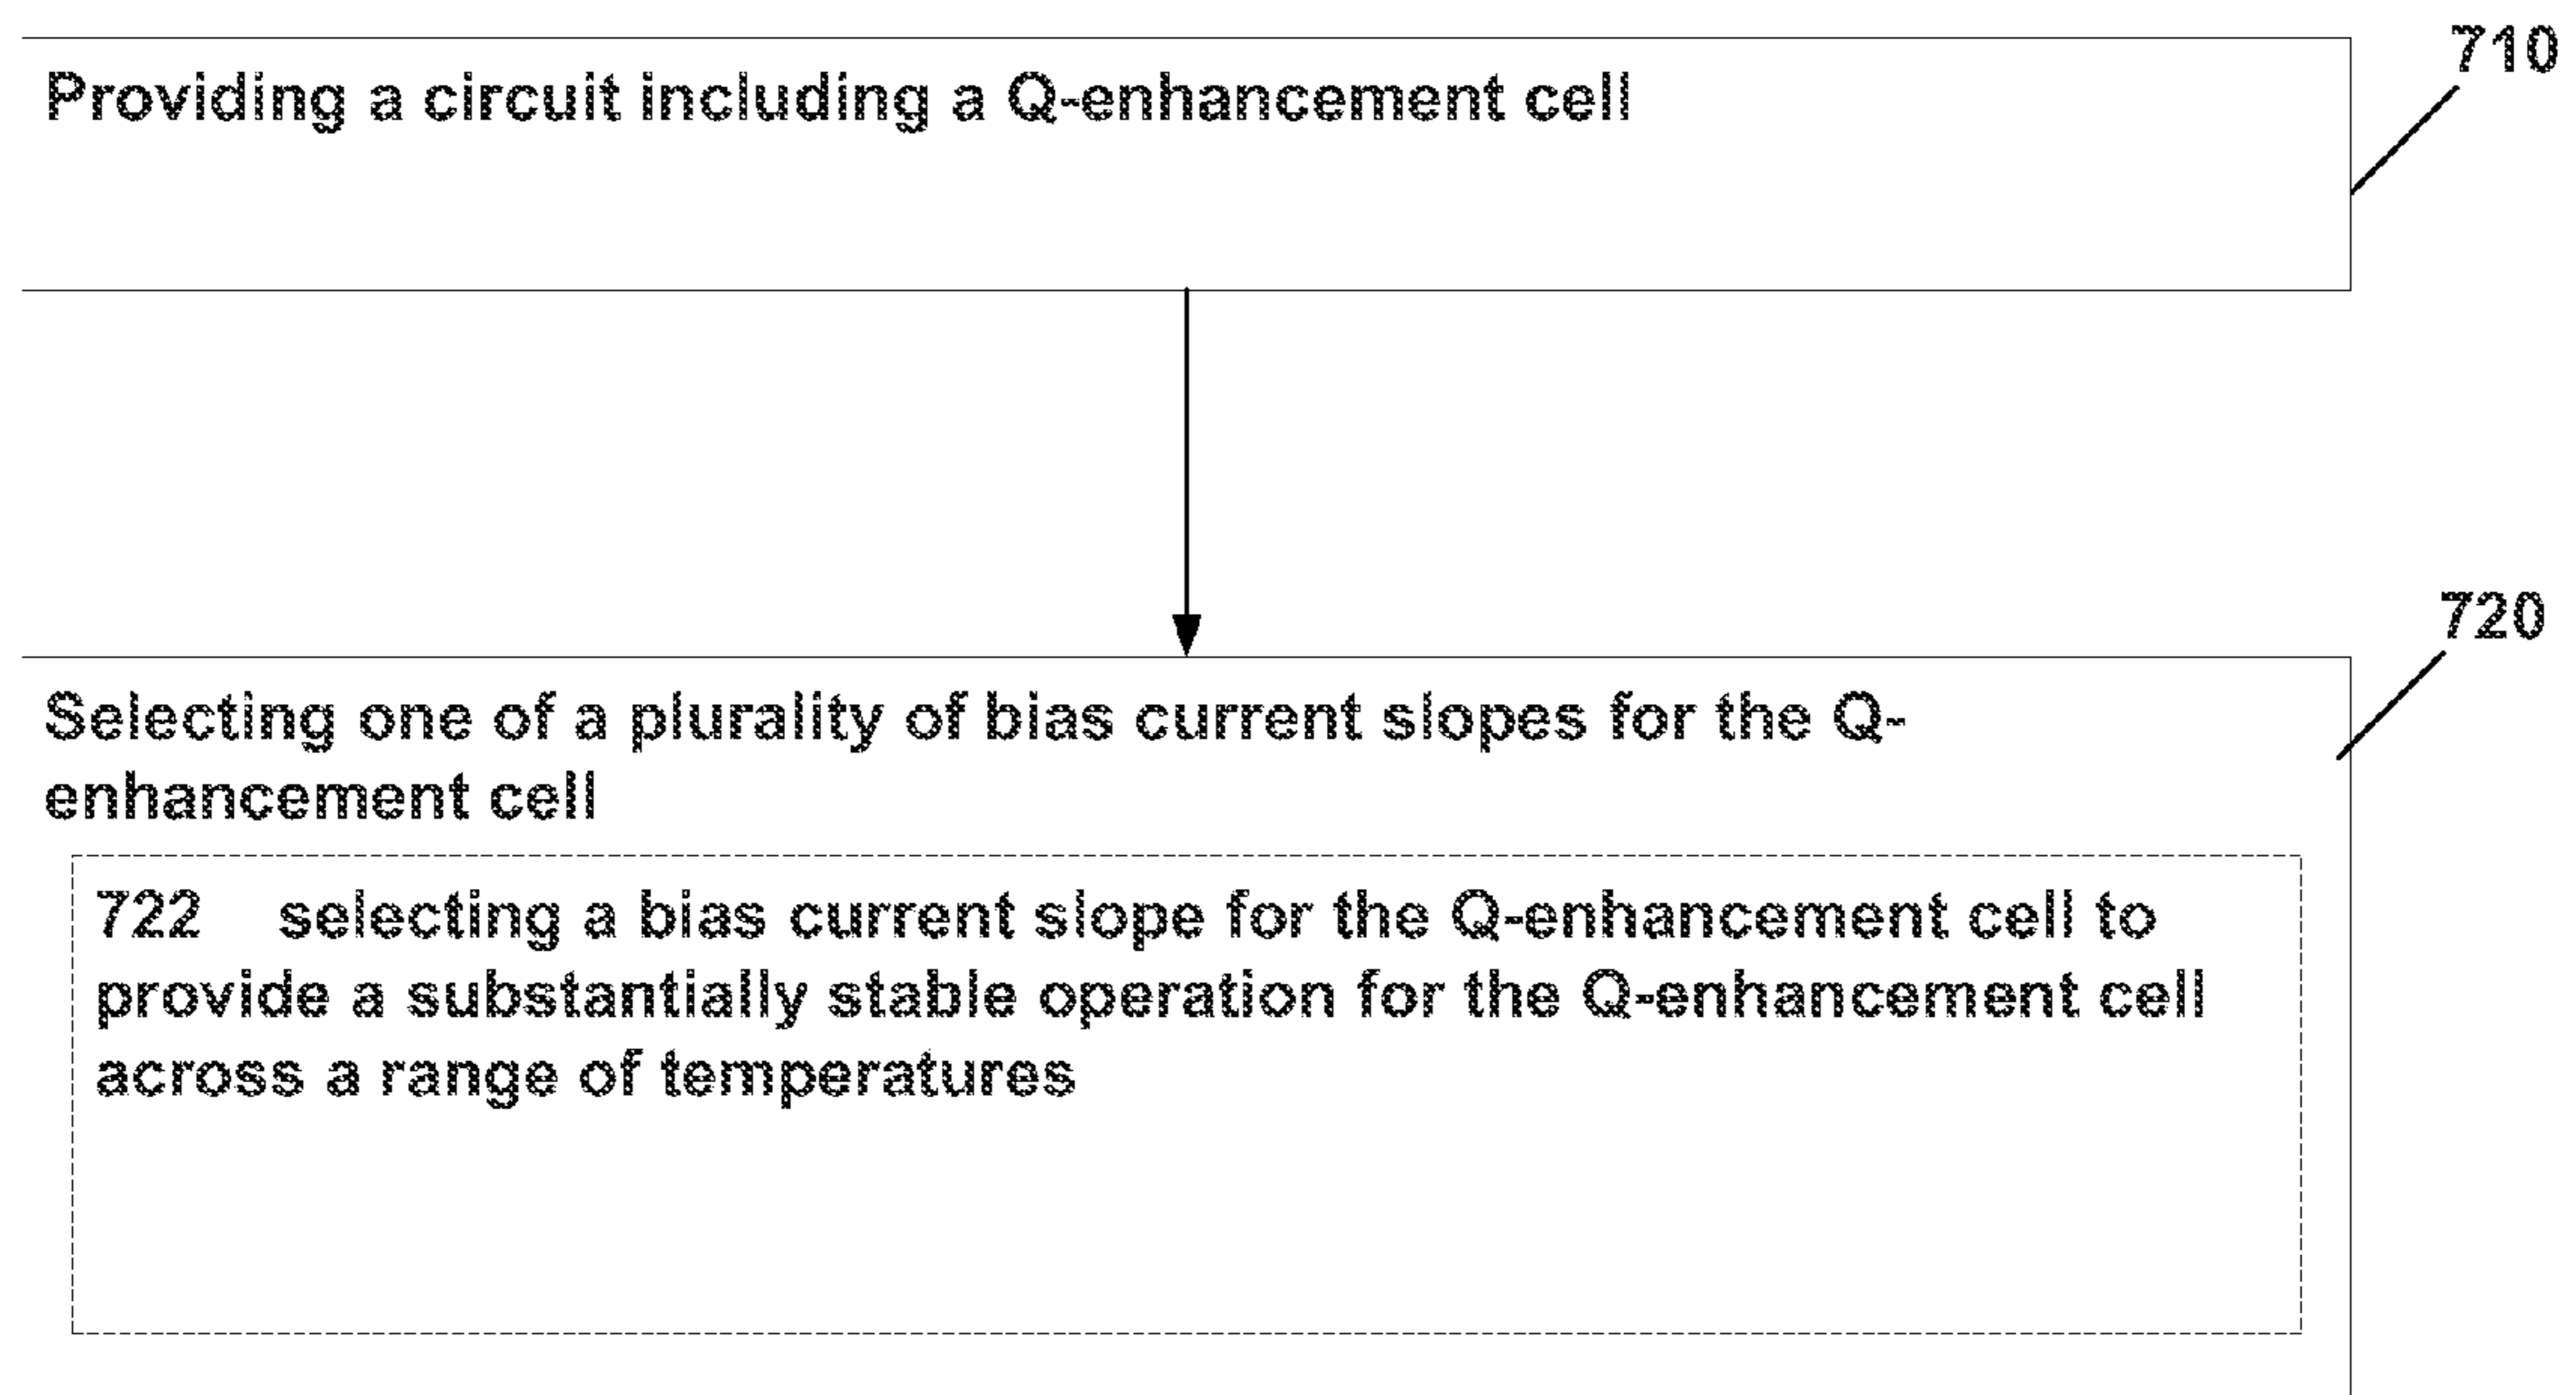 710
Providing a circuit including a Q-enhancement cell
720
Selecting one of a plurality of bias current slopes for the Q-
enhancement cell
722 selecting a bias current slope for the Q-enhancement cell to
provide a substantially stable operation for the Q-enhancement cell
across a range of temperatures